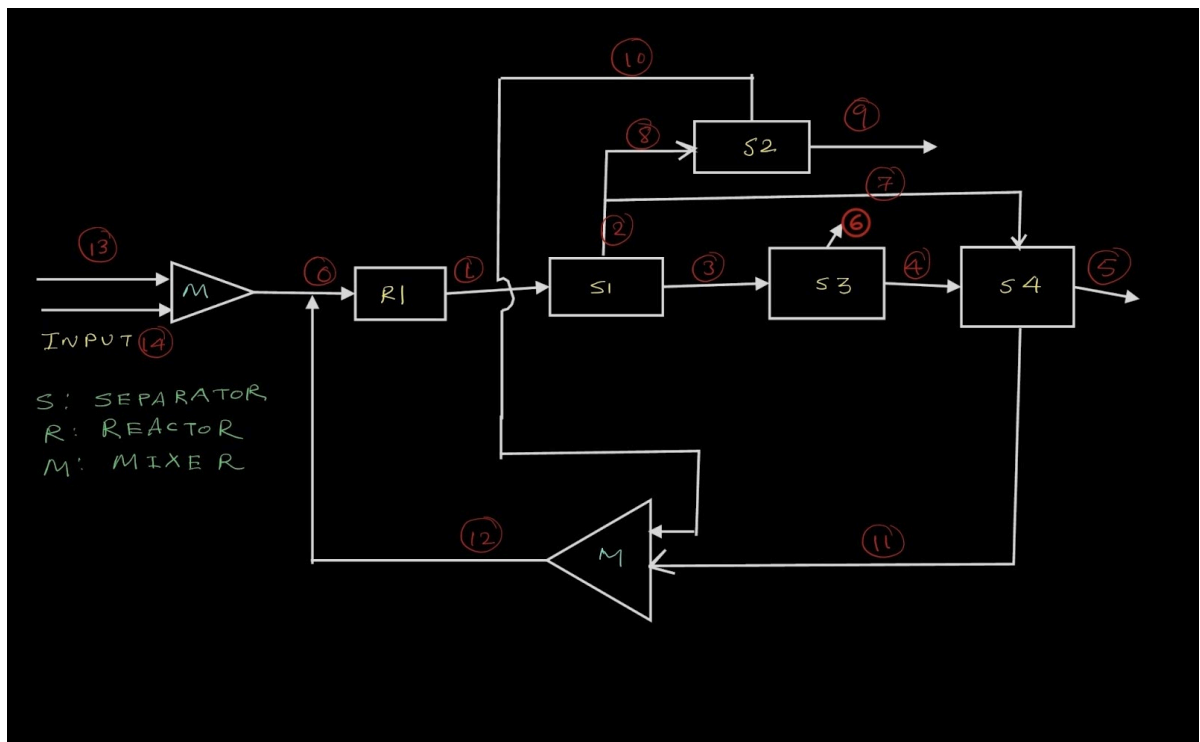 10
8
S2
9
7
2
6
13
M
0
R1
1
S1
3
S3
4
S4
5
INPUT 14
S: SEPARATOR
R: REACTOR
M: MIXER
12
M
11